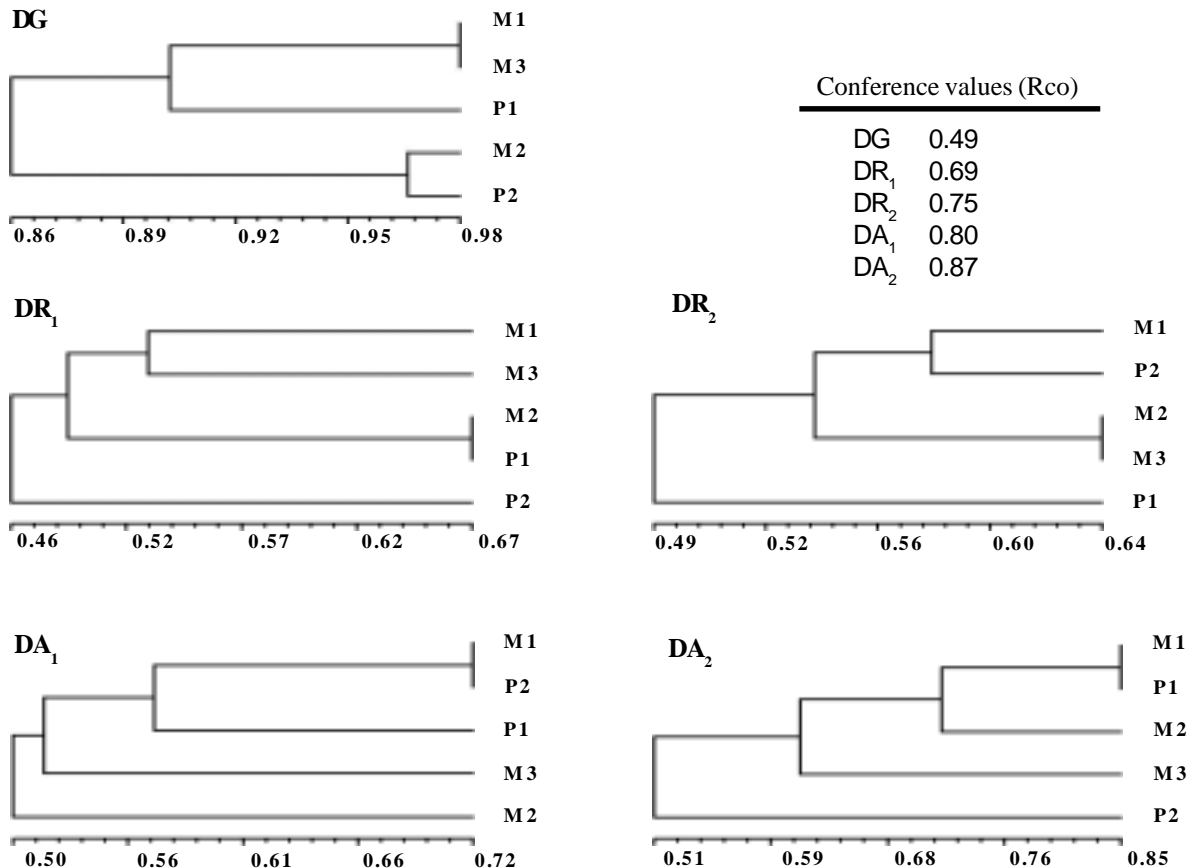 DG
M1
M3
P1
M2
P2
0.86 0.89 0.92 0.95 0.98
Conference values (Rco)
DG 0.49
DR1 0.69
DR2 0.75
DA1 0.80
DA2 0.87
DR1
M1
M3
M2
P1
P2
0.46 0.52 0.57 0.62 0.67
DR2
M1
P2
M2
M3
P1
0.49 0.52 0.56 0.60 0.64
DA1
M1
P2
P1
M3
M2
0.50 0.56 0.61 0.66 0.72
DA2
M1
P1
M2
M3
P2
0.51 0.59 0.68 0.76 0.85